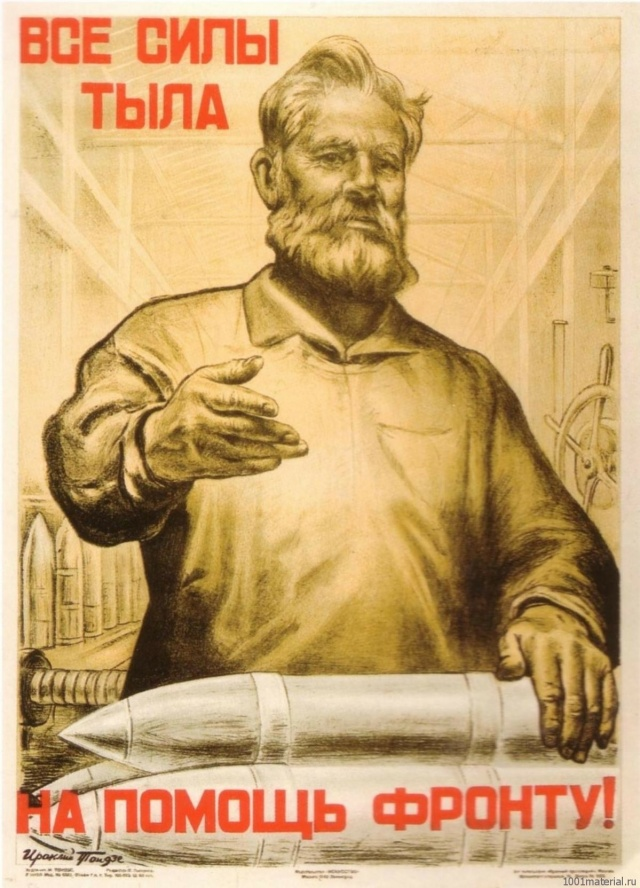 ВСЕ СИЛЫ
ТЫЛА
НА ПОМОЩЬ ФРОНТУ!
Ираклий Тоидзе
1001material.ru